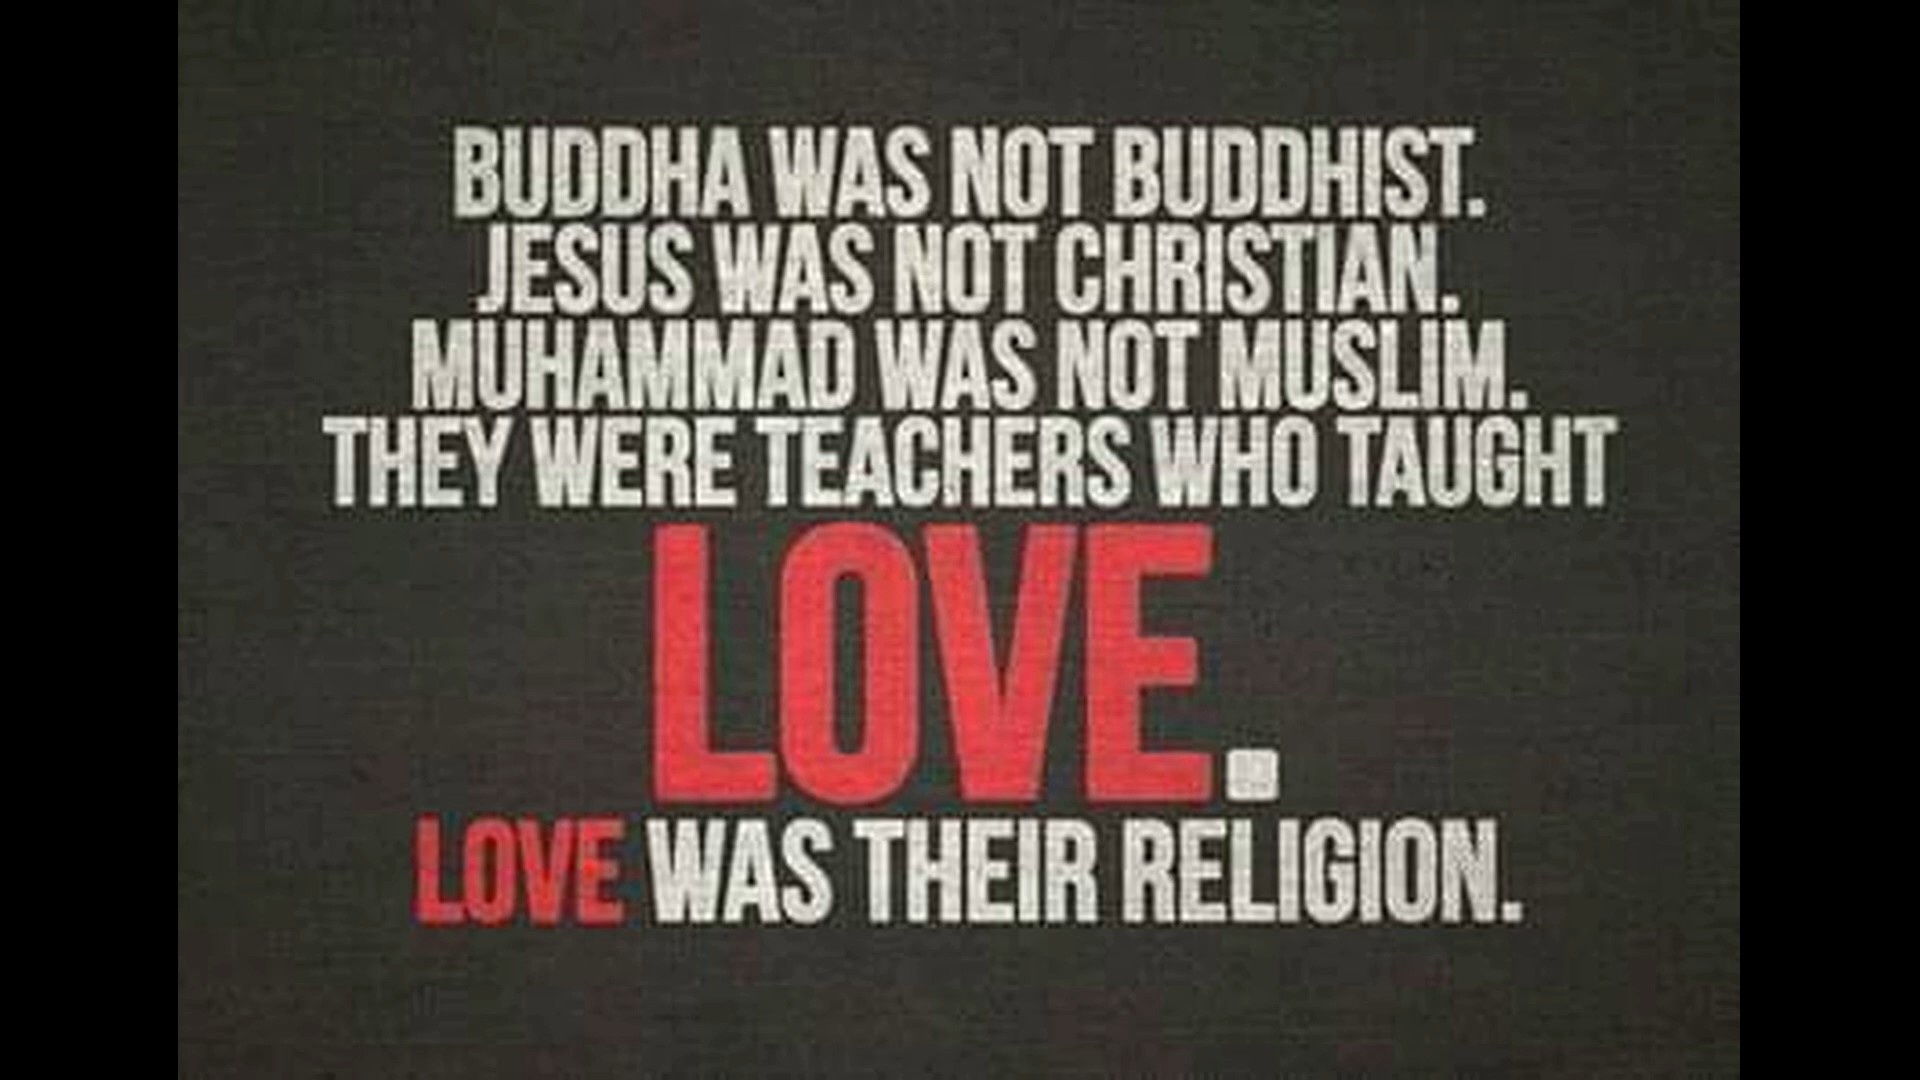 BUDDHA WAS NOT BUDDHIST.
JESUS WAS NOT CHRISTIAN.
MUHAMMAD WAS NOT MUSLIM.
THEY WERE TEACHERS WHO TAUGHT
LOVE.
LOVE WAS THEIR RELIGION.